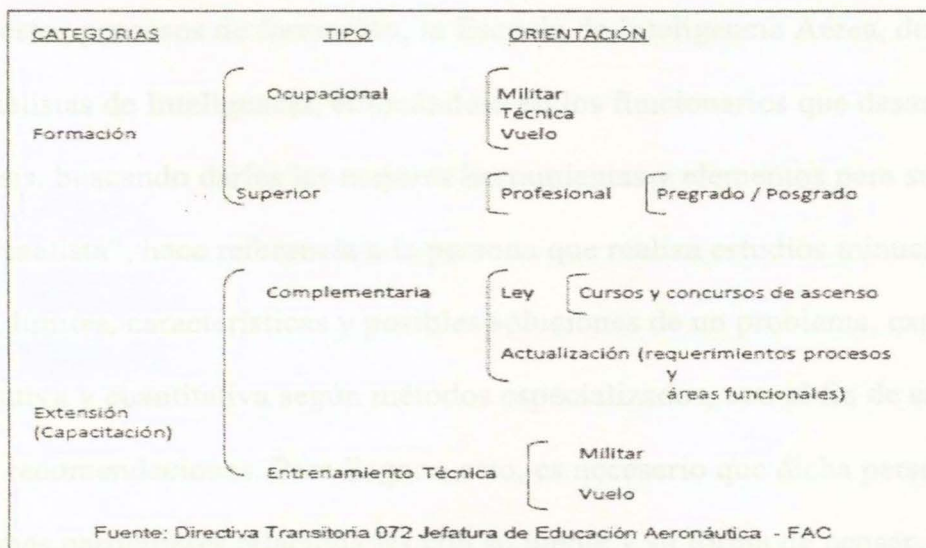 CATEGORIAS TIPO ORIENTACIÓN
Ocupacional Militar
Técnica
Formación Vuelo
Superior Profesional Pregrado / Posgrado
Complementaria Ley Cursos y concursos de ascenso
Actualización (requerimientos procesos
y
áreas funcionales)
Extensión
(Capacitación)
Entrenamiento Técnica Militar
Vuelo
Fuente: Directiva Transitoria 072 Jefatura de Educación Aeronáutica. - FAC